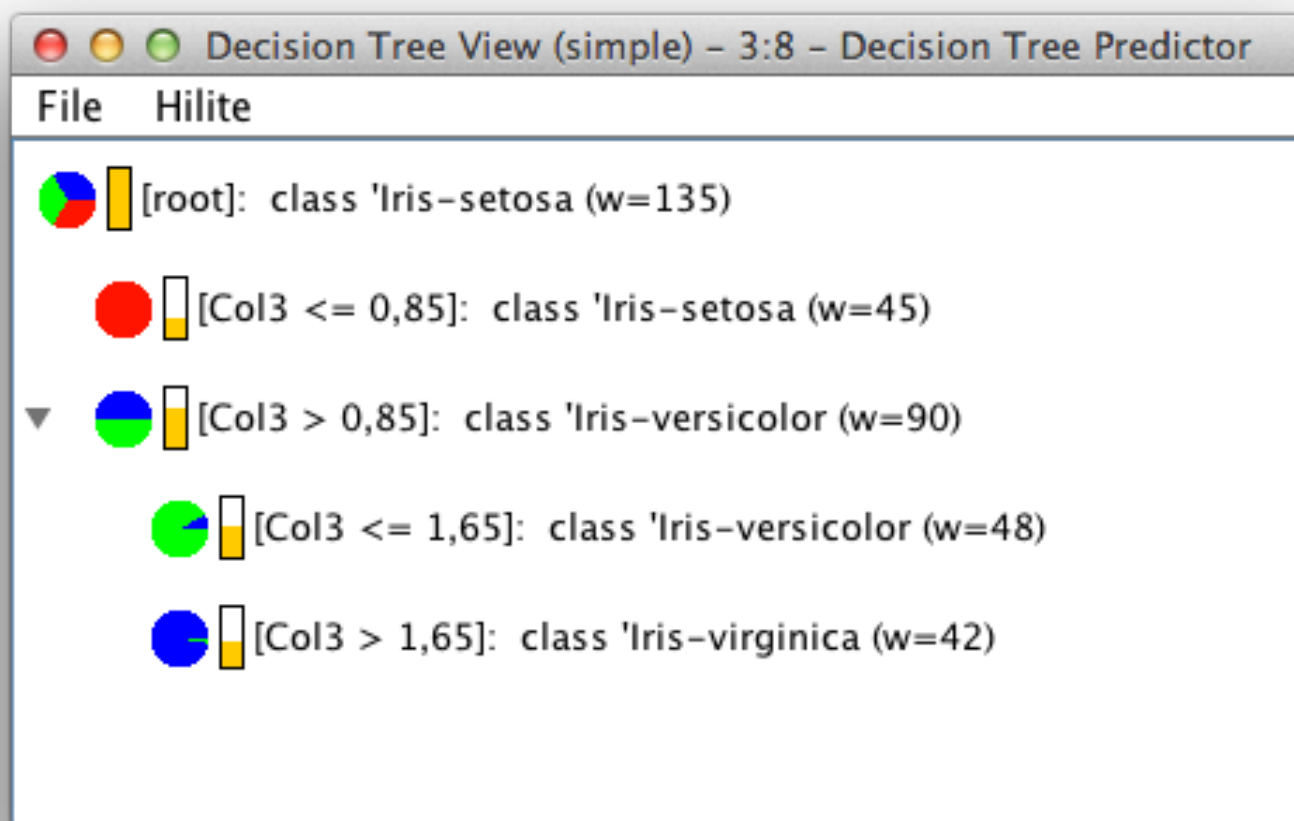 Decision Tree View (simple) – 3:8 – Decision Tree Predictor
File Hilite
[root]: class 'Iris-setosa (w=135)
[Col3 <= 0,85]: class 'Iris-setosa (w=45)
[Col3 > 0,85]: class 'Iris-versicolor (w=90)
[Col3 <= 1,65]: class 'Iris-versicolor (w=48)
[Col3 > 1,65]: class 'Iris-virginica (w=42)